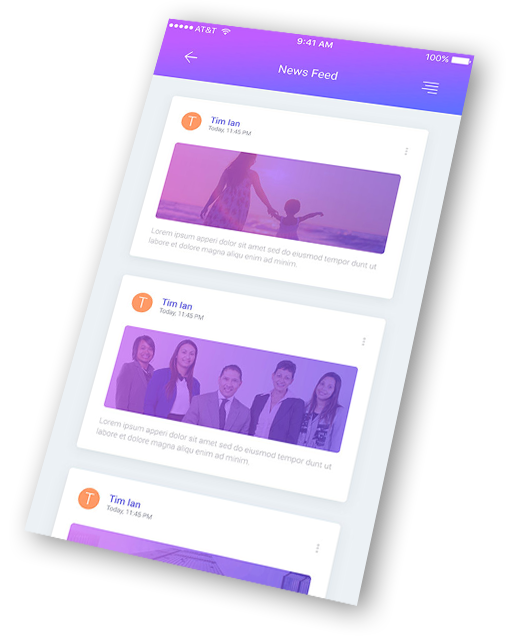 AT&T 9:41 AM 100%
News Feed
T Tim Ian
Today, 11:45 PM
Lorem ipsum apperi dolor sit amet sed do eiusmod tempor dunt ut
labore et dolore magna aliqu enim ad minim.
T Tim Ian
Today, 11:45 PM
Lorem ipsum apperi dolor sit amet sed do eiusmod tempor dunt ut
labore et dolore magna aliqu enim ad minim.
T Tim Ian
Today, 11:45 PM